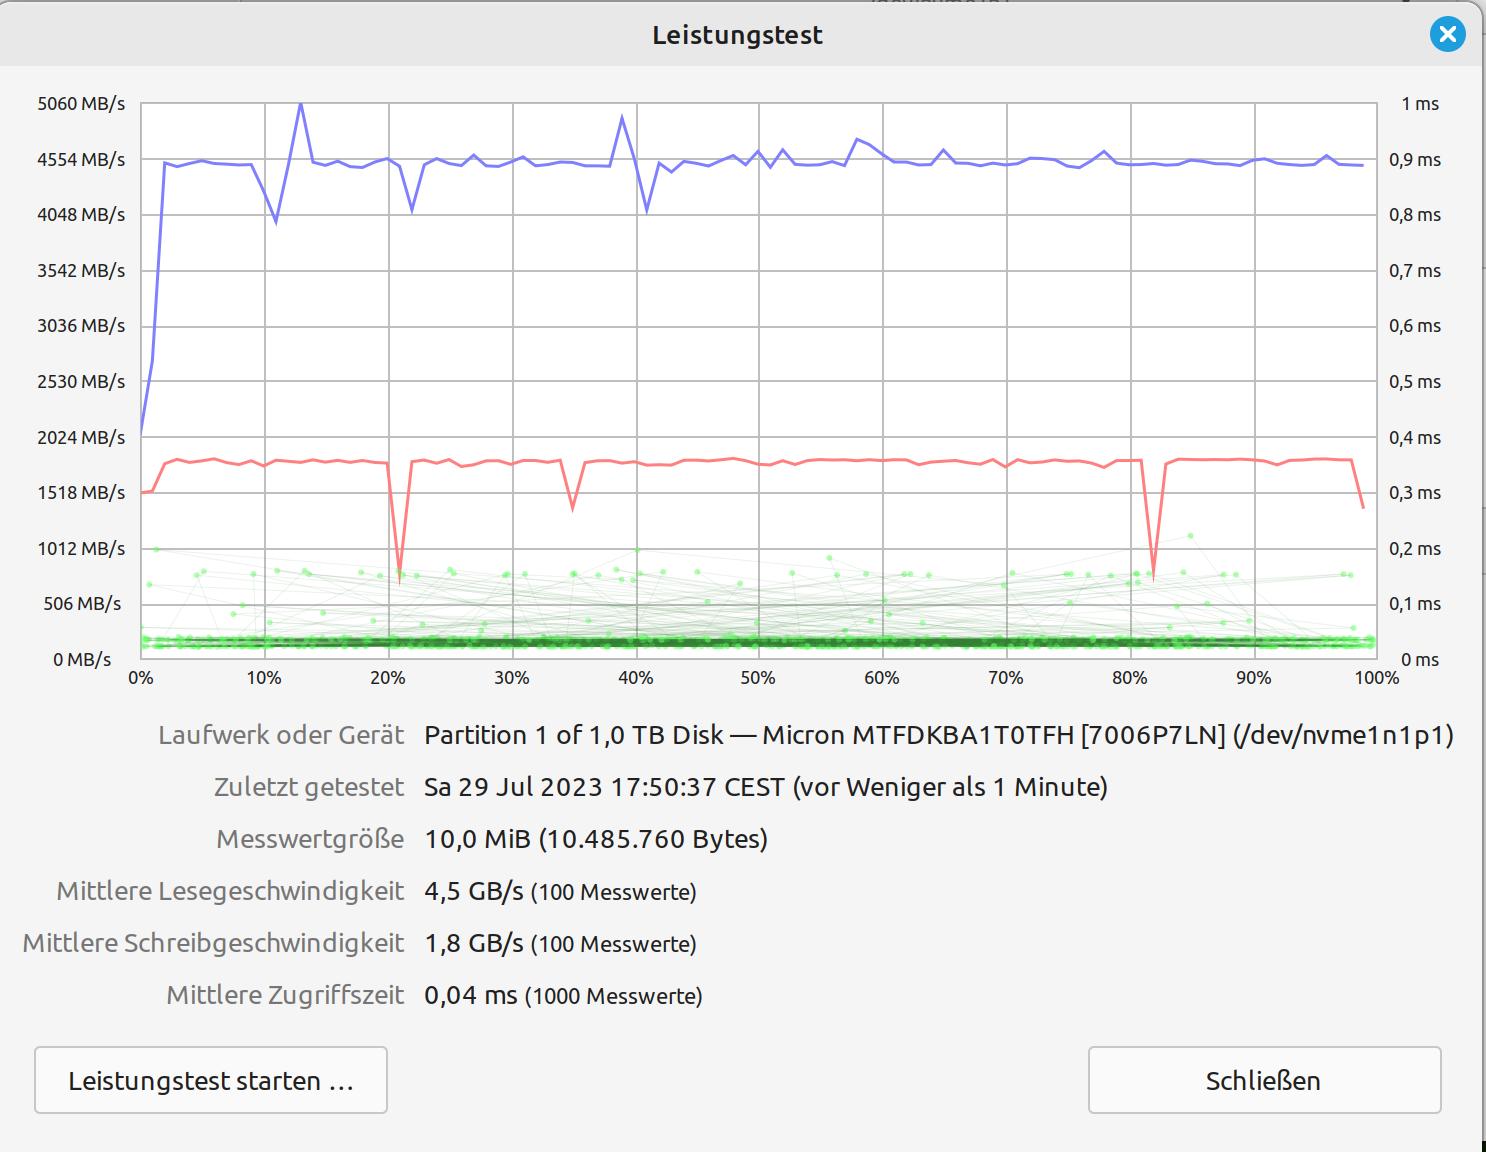 Leistungstest
5060 MB/s
4554 MB/s
4048 MB/s
3542 MB/s
3036 MB/s
2530 MB/s
2024 MB/s
1518 MB/s
1012 MB/s
506 MB/s
0 MB/s
1 ms
0,9 ms
0,8 ms
0,7 ms
0,6 ms
0,5 ms
0,4 ms
0,3 ms
0,2 ms
0,1 ms
0 ms
0% 10% 20% 30% 40% 50% 60% 70% 80% 90% 100%
Laufwerk oder Gerät Partition 1 of 1,0 TB Disk — Micron MTFDKBA1T0TFH [7006P7LN] (/dev/nvme1n1p1)
Zuletzt getestet Sa 29 Jul 2023 17:50:37 CEST (vor Weniger als 1 Minute)
Messwertgröße 10,0 MiB (10.485.760 Bytes)
Mittlere Lesegeschwindigkeit 4,5 GB/s (100 Messwerte)
Mittlere Schreibgeschwindigkeit 1,8 GB/s (100 Messwerte)
Mittlere Zugriffszeit 0,04 ms (1000 Messwerte)
Leistungstest starten … Schließen